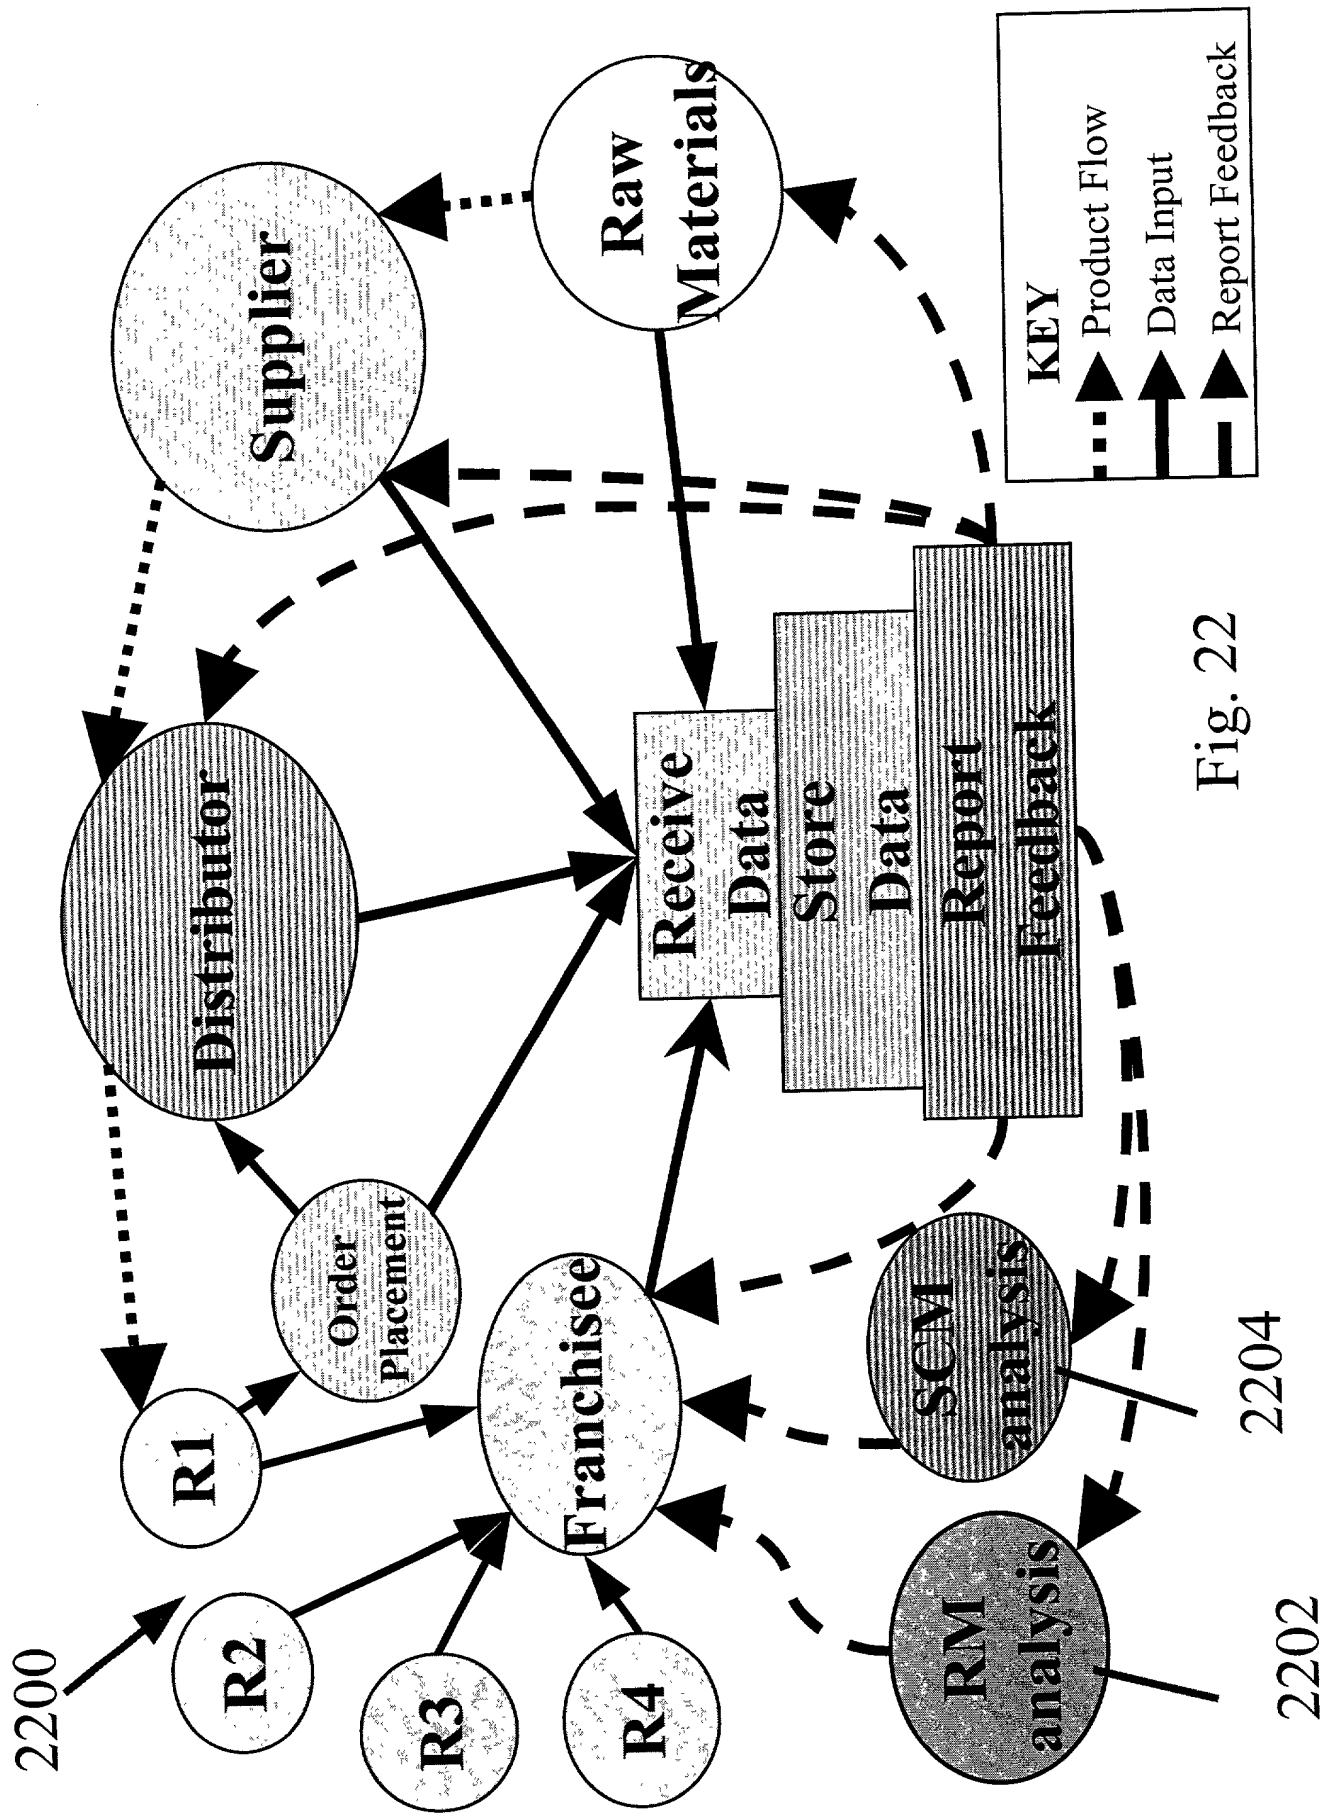 2200
R1
R2
R3
R4
Order
Placement
Distributor
Supplier
Franchisee
Raw
Materials
Receive
Data
Store
Data
Report
Feedback
RM
analysis
SCM
analysis
2202
2204
KEY
Product Flow
Data Input
Report Feedback
Fig. 22